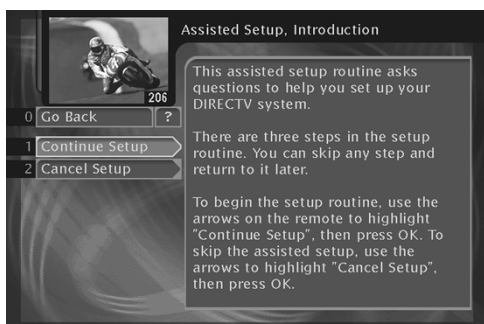 Assisted Setup, Introduction
206
0 Go Back ?
1 Continue Setup
2 Cancel Setup
This assisted setup routine asks
questions to help you set up your
DIRECTV system.
There are three steps in the setup
routine. You can skip any step and
return to it later.
To begin the setup routine, use the
arrows on the remote to highlight
"Continue Setup", then press OK. To
skip the assisted setup, use the
arrows to highlight "Cancel Setup",
then press OK.